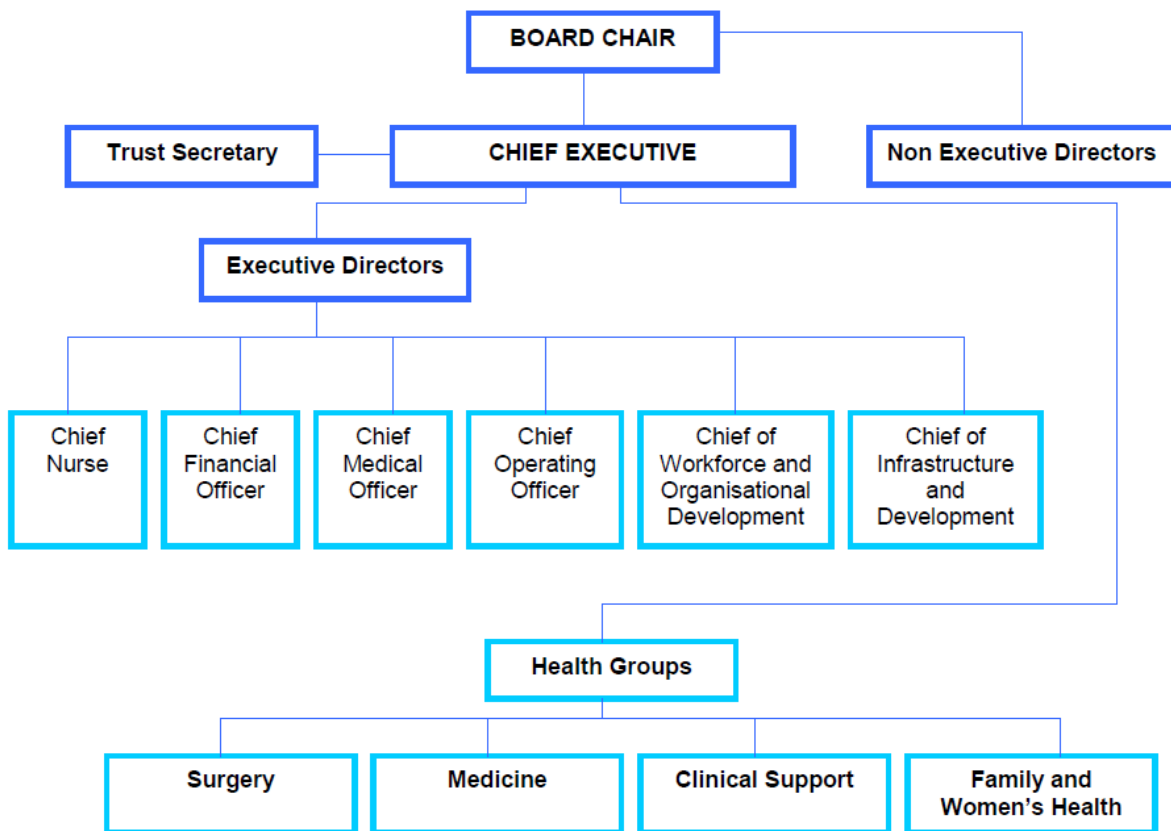 BOARD CHAIR
Trust Secretary
CHIEF EXECUTIVE
Non Executive Directors
Executive Directors
Chief
Nurse
Chief
Financial
Officer
Chief
Medical
Officer
Chief
Operating
Officer
Chief of
Workforce and
Organisational
Development
Chief of
Infrastructure
and
Development
Health Groups
Surgery
Medicine
Clinical Support
Family and
Women’s Health